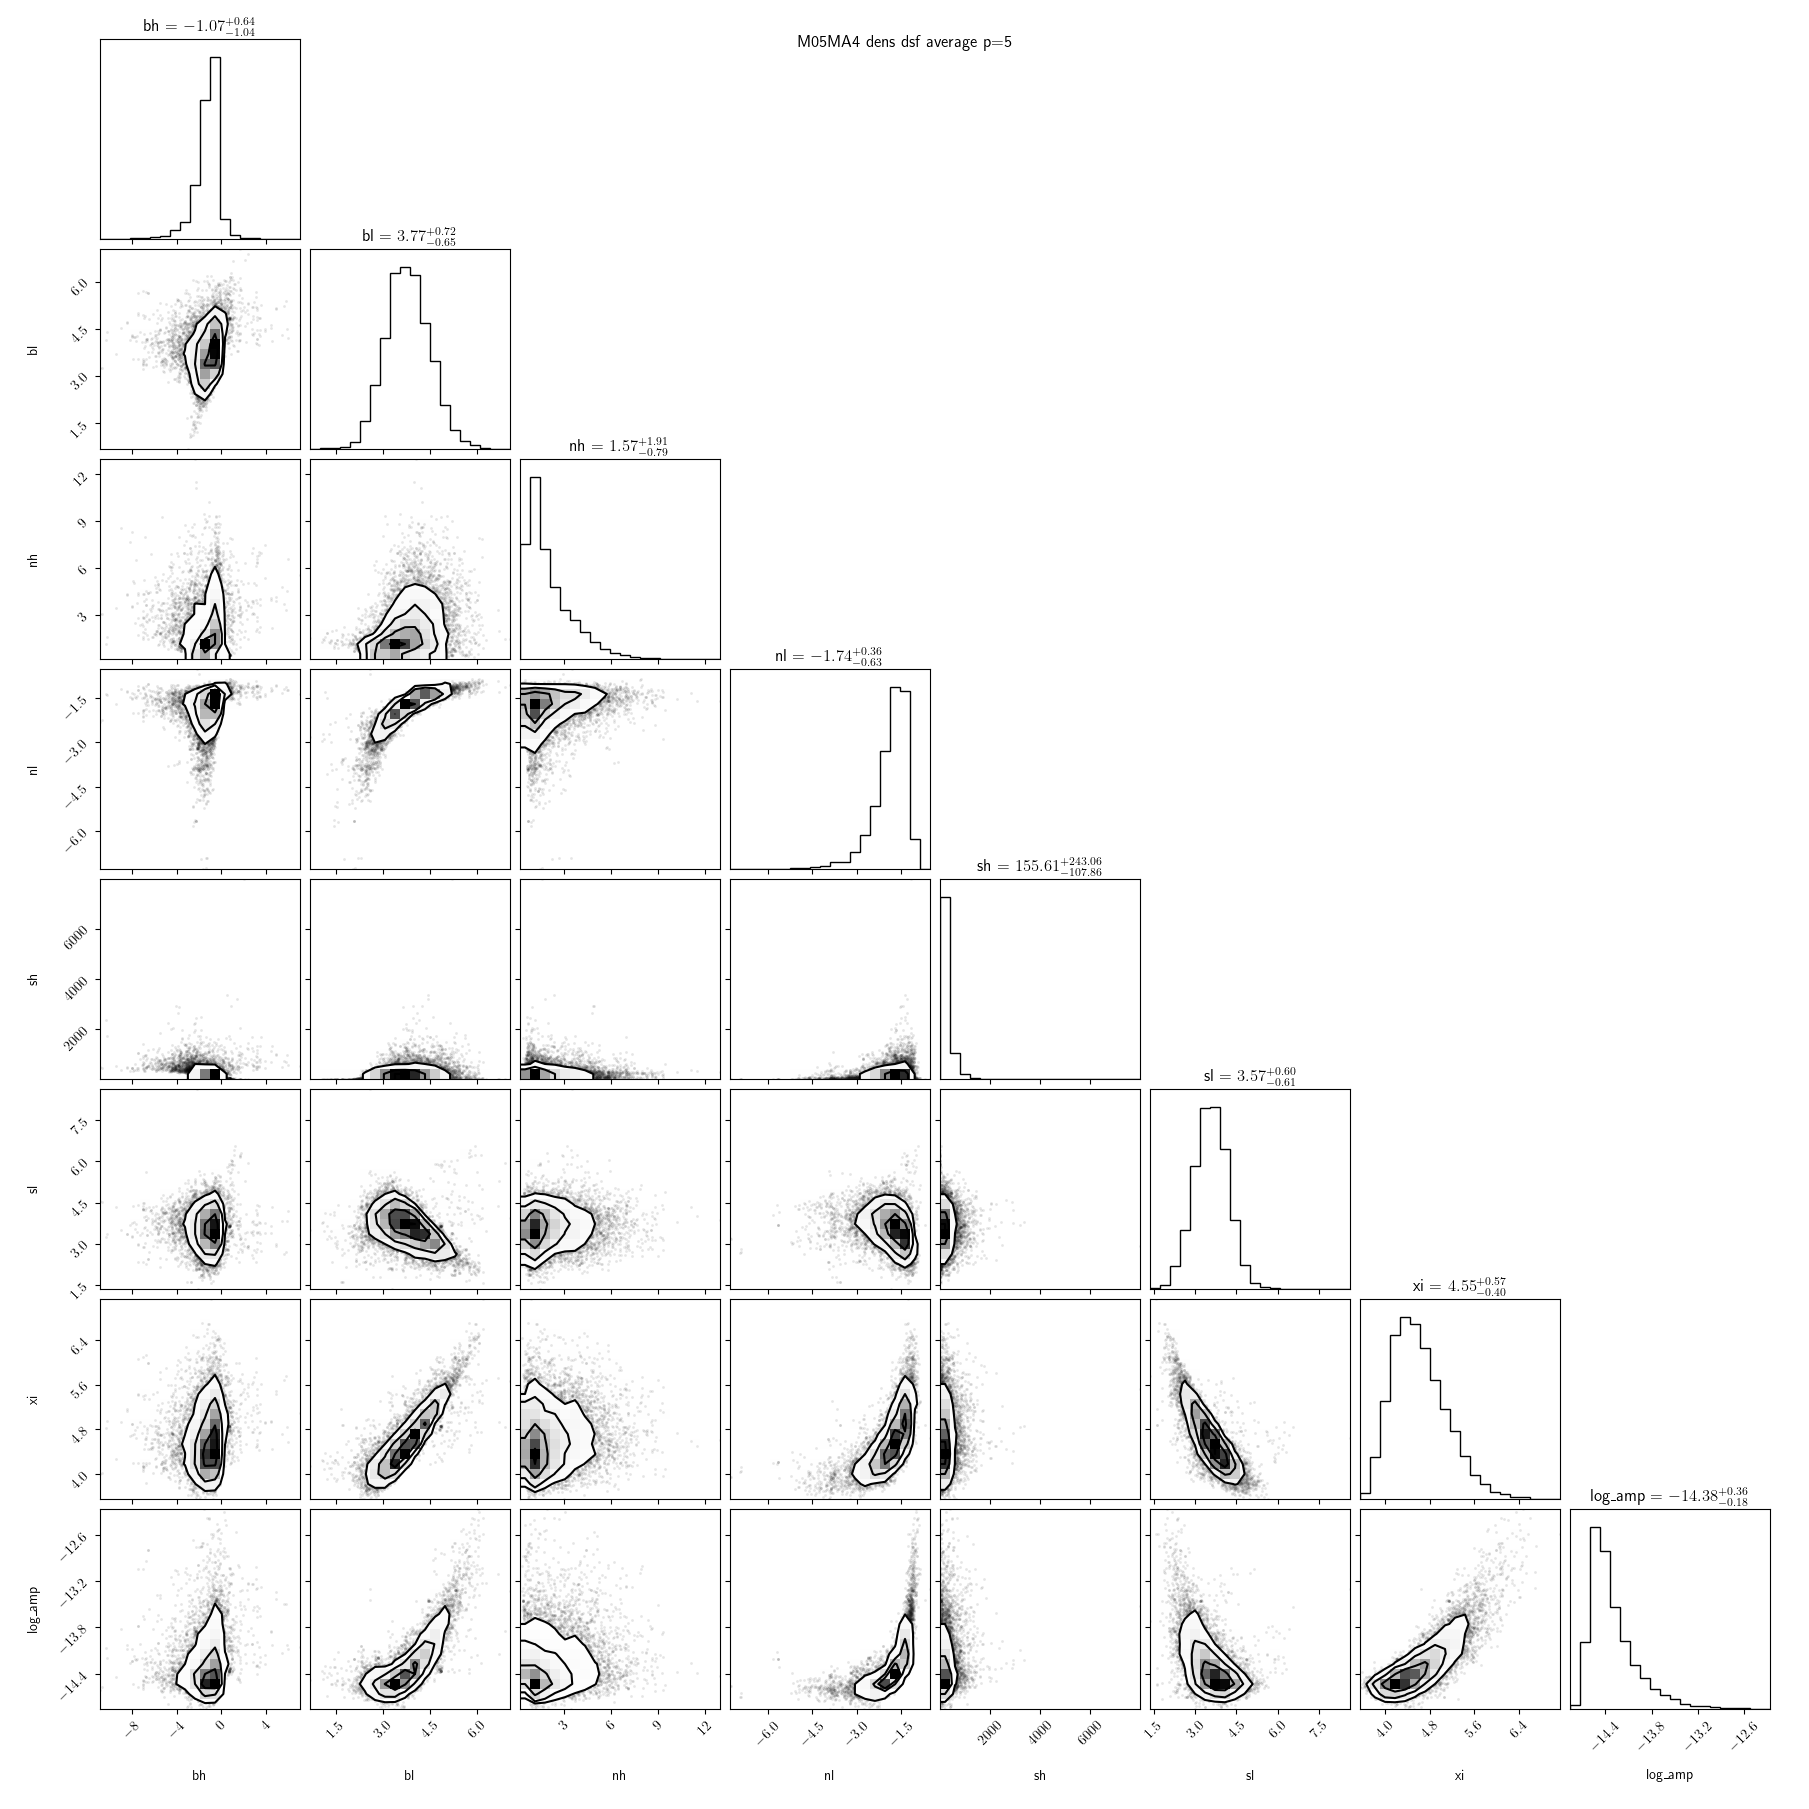 M05MA4 dens dsf average p=5
bh = −1.07 +0.64 −1.04
bl = 3.77 +0.72 −0.65
nh = 1.57 +1.91 −0.79
nl = −1.74 +0.36 −0.63
sh = 155.61 +243.06 −107.86
sl = 3.57 +0.60 −0.61
xi = 4.55 +0.57 −0.40
log_amp = −14.38 +0.36 −0.18
bl
6.0
4.5
3.0
1.5
nh
12
9
6
3
nl
−1.5
−3.0
−4.5
−6.0
sh
6000
4000
2000
sl
7.5
6.0
4.5
3.0
1.5
xi
6.4
5.6
4.8
4.0
log_amp
−12.6
−13.2
−13.8
−14.4
−8 −4 0 4
1.5 3.0 4.5 6.0
3 6 9 12
−6.0 −4.5 −3.0 −1.5
2000 4000 6000
1.5 3.0 4.5 6.0 7.5
4.0 4.8 5.6 6.4
−14.4 −13.8 −13.2 −12.6
bh bl nh nl sh sl xi log_amp